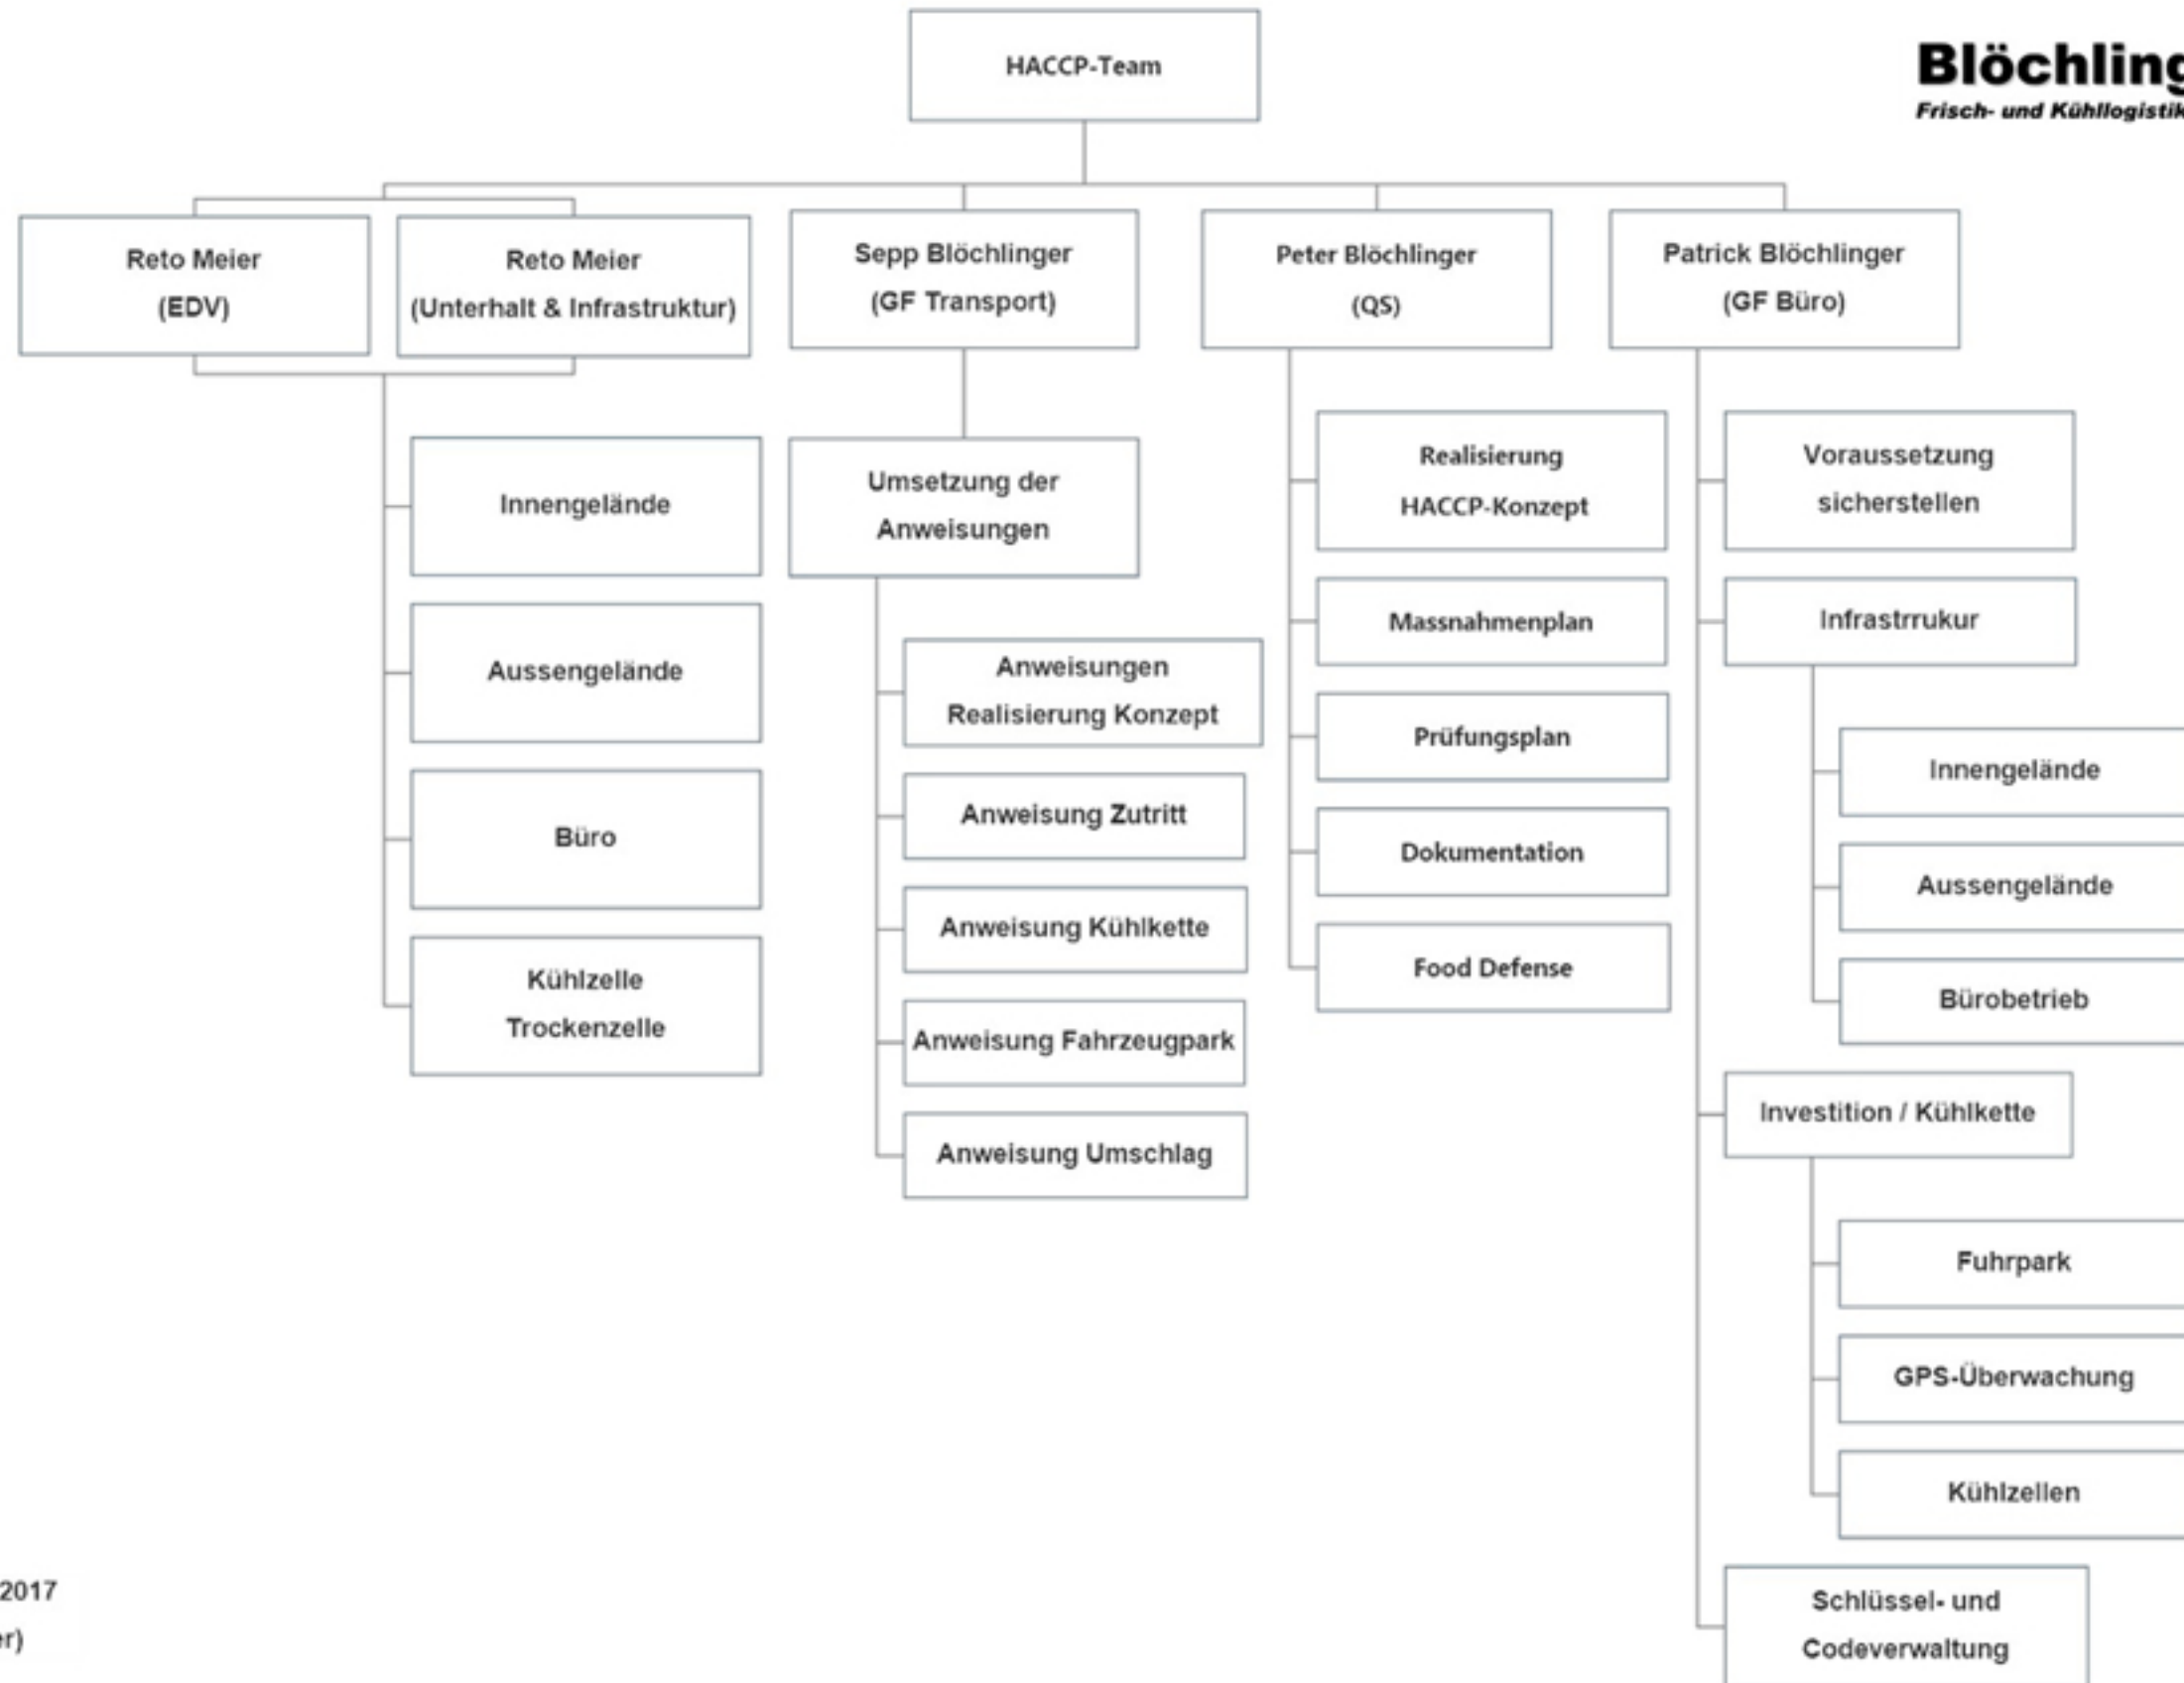 HACCP-Team
Blöchling
Frisch- und Kühllogistik
Reto Meier
(EDV)
Reto Meier
(Unterhalt & Infrastruktur)
Sepp Blöchlinger
(GF Transport)
Peter Blöchlinger
(QS)
Patrick Blöchlinger
(GF Büro)
Innengelände
Aussengelände
Büro
Kühlzelle
Trockenzelle
Umsetzung der
Anweisungen
Anweisungen
Realisierung Konzept
Anweisung Zutritt
Anweisung Kühlkette
Anweisung Fahrzeugpark
Anweisung Umschlag
Realisierung
HACCP-Konzept
Massnahmenplan
Prüfungsplan
Dokumentation
Food Defense
Voraussetzung
sicherstellen
Infrastrrukur
Innengelände
Aussengelände
Bürobetrieb
Investition / Kühlkette
Fuhrpark
GPS-Überwachung
Kühlzellen
Schlüssel- und
Codeverwaltung
2017
er)